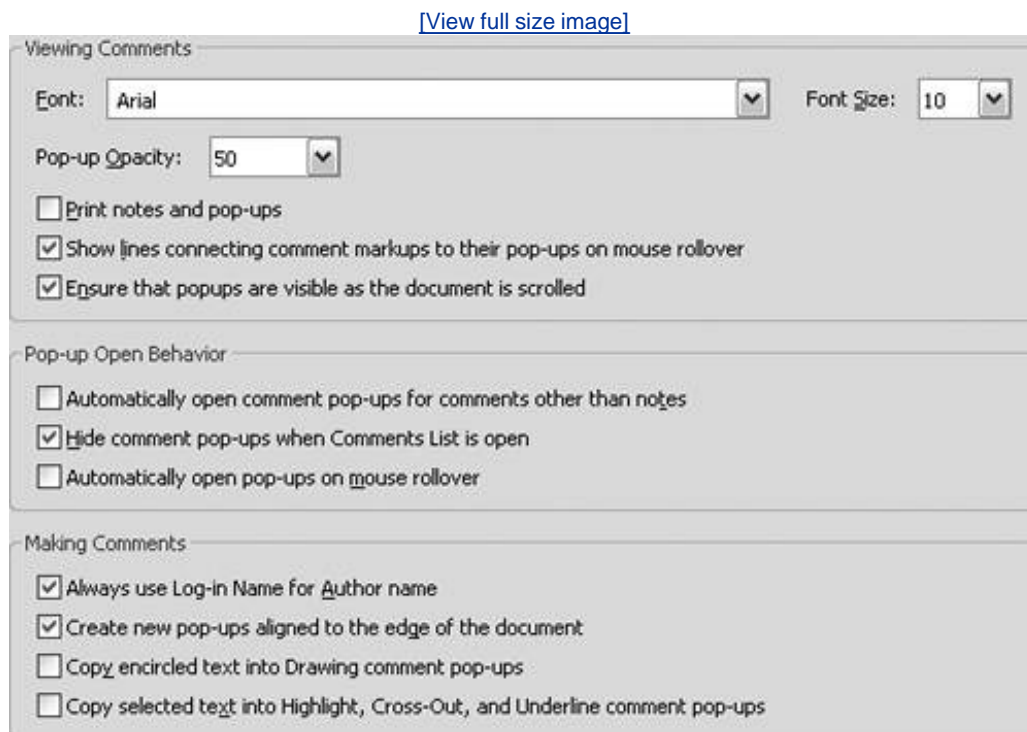 [View full size image]
Viewing Comments
Font: Arial Font Size: 10
Pop-up Opacity: 50
Print notes and pop-ups
Show lines connecting comment markups to their pop-ups on mouse rollover
Ensure that popups are visible as the document is scrolled
Pop-up Open Behavior
Automatically open comment pop-ups for comments other than notes
Hide comment pop-ups when Comments List is open
Automatically open pop-ups on mouse rollover
Making Comments
Always use Log-in Name for Author name
Create new pop-ups aligned to the edge of the document
Copy encircled text into Drawing comment pop-ups
Copy selected text into Highlight, Cross-Out, and Underline comment pop-ups